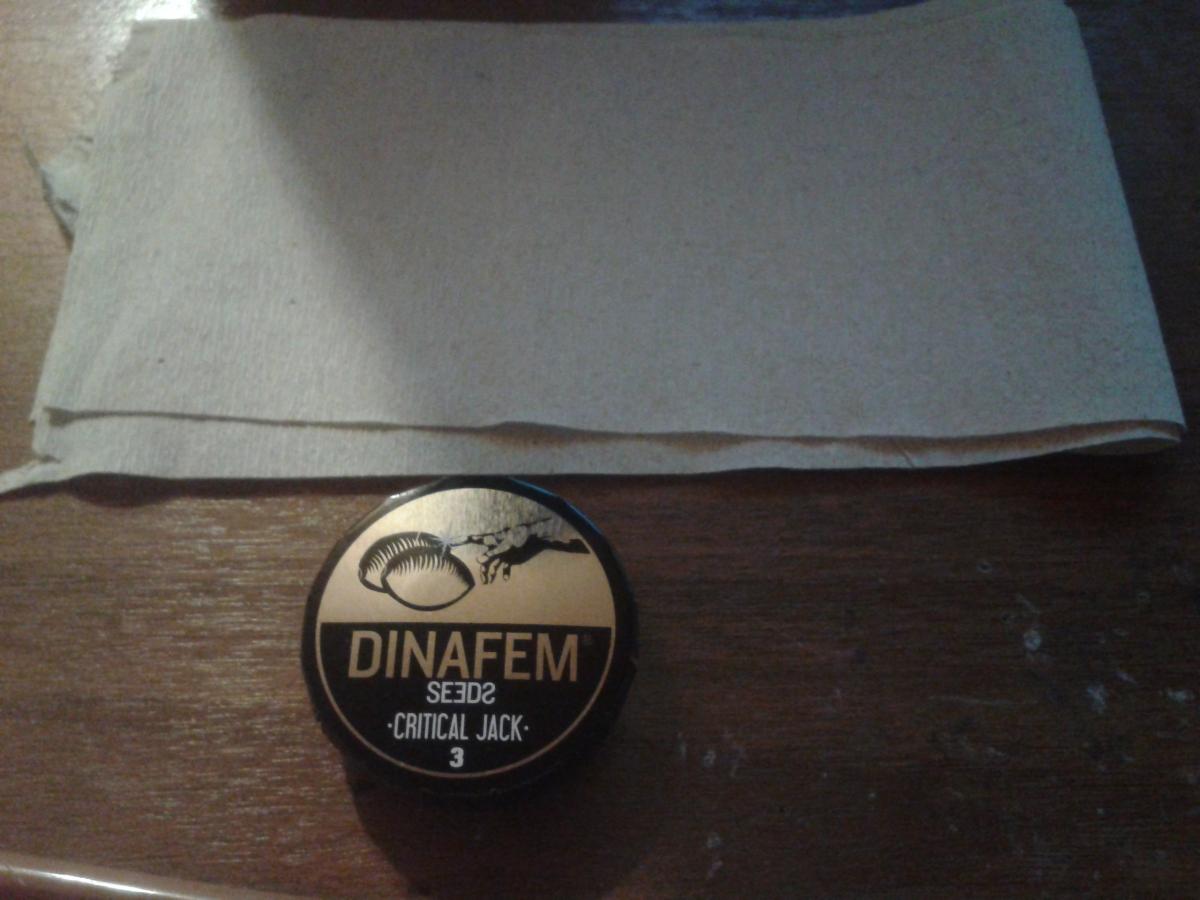 DINAFEM®
SEEDS
·CRITICAL JACK·
3